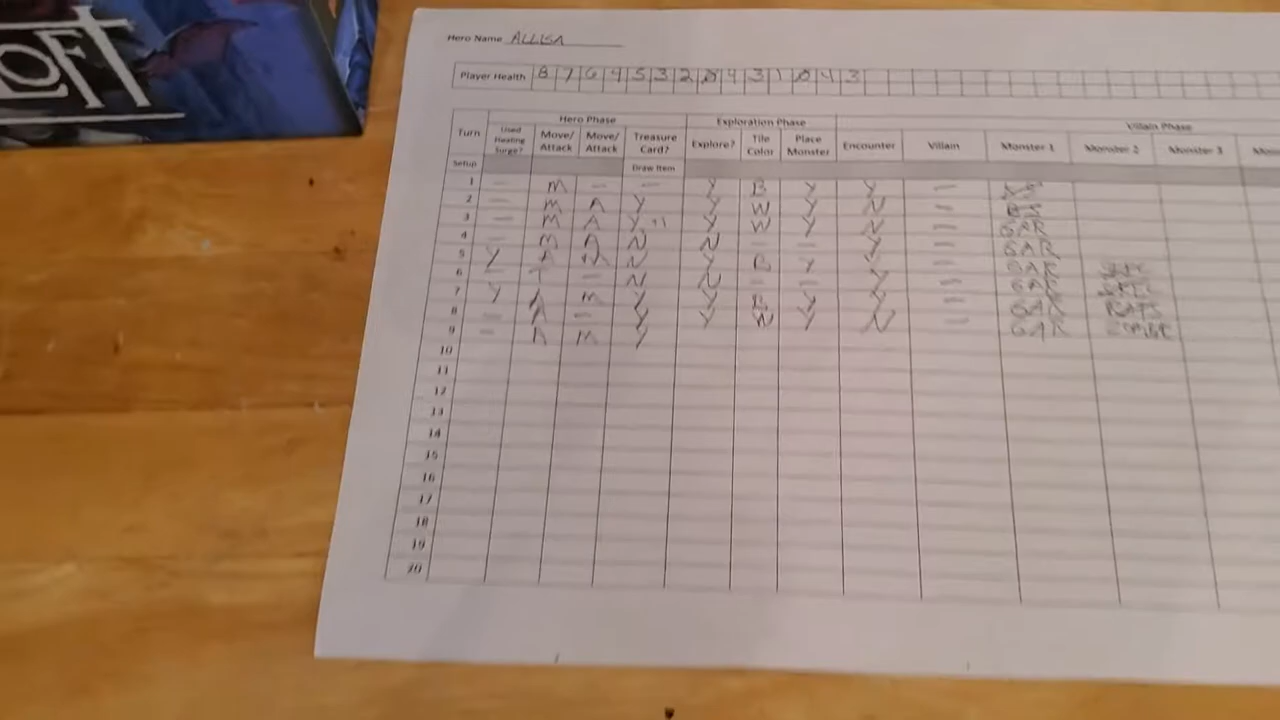 OFT
Hero Name ALLISA
Player Health 8 7 6 4 5 3 2 0 4 3 1 0 4 3
Hero Phase Exploration Phase Villain Phase
Turn Used Healing Surge? Move/Attack Move/Attack Treasure Card? Explore? Tile Color Place Monster Encounter Villain Monster 1 Monster 2 Monster 3
Setup Draw Item
1 — M — — Y B Y Y —
2 — M A Y Y W Y N —
3 — M A Y "1 Y W Y N — GAR
4 — M A N N — — Y — GAR
5 Y A N Y B Y — GAR
6 — — N N — — Y — GAR
7 Y A M Y Y B Y Y — GAR RATS
8 — A — Y Y W Y N — GAR ZOMBIE
9 — A M Y
10
11
12
13
14
15
16
17
18
19
20